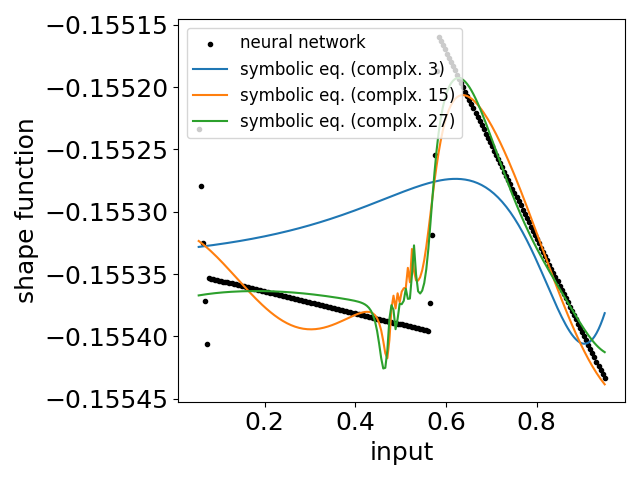 −0.15515
−0.15520
−0.15525
−0.15530
−0.15535
−0.15540
−0.15545
shape function
neural network
symbolic eq. (complx. 3)
symbolic eq. (complx. 15)
symbolic eq. (complx. 27)
0.2
0.4
0.6
0.8
input